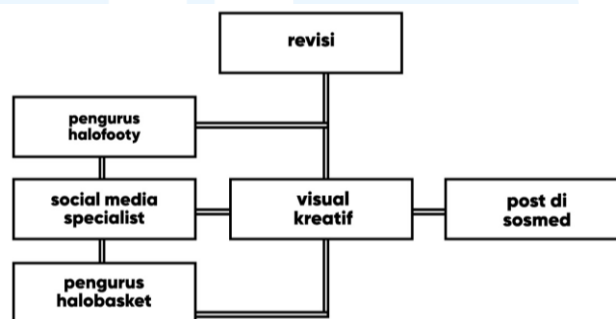 revisi
pengurus
halofooty
social media
specialist
visual
kreatif
post di
sosmed
pengurus
halobasket